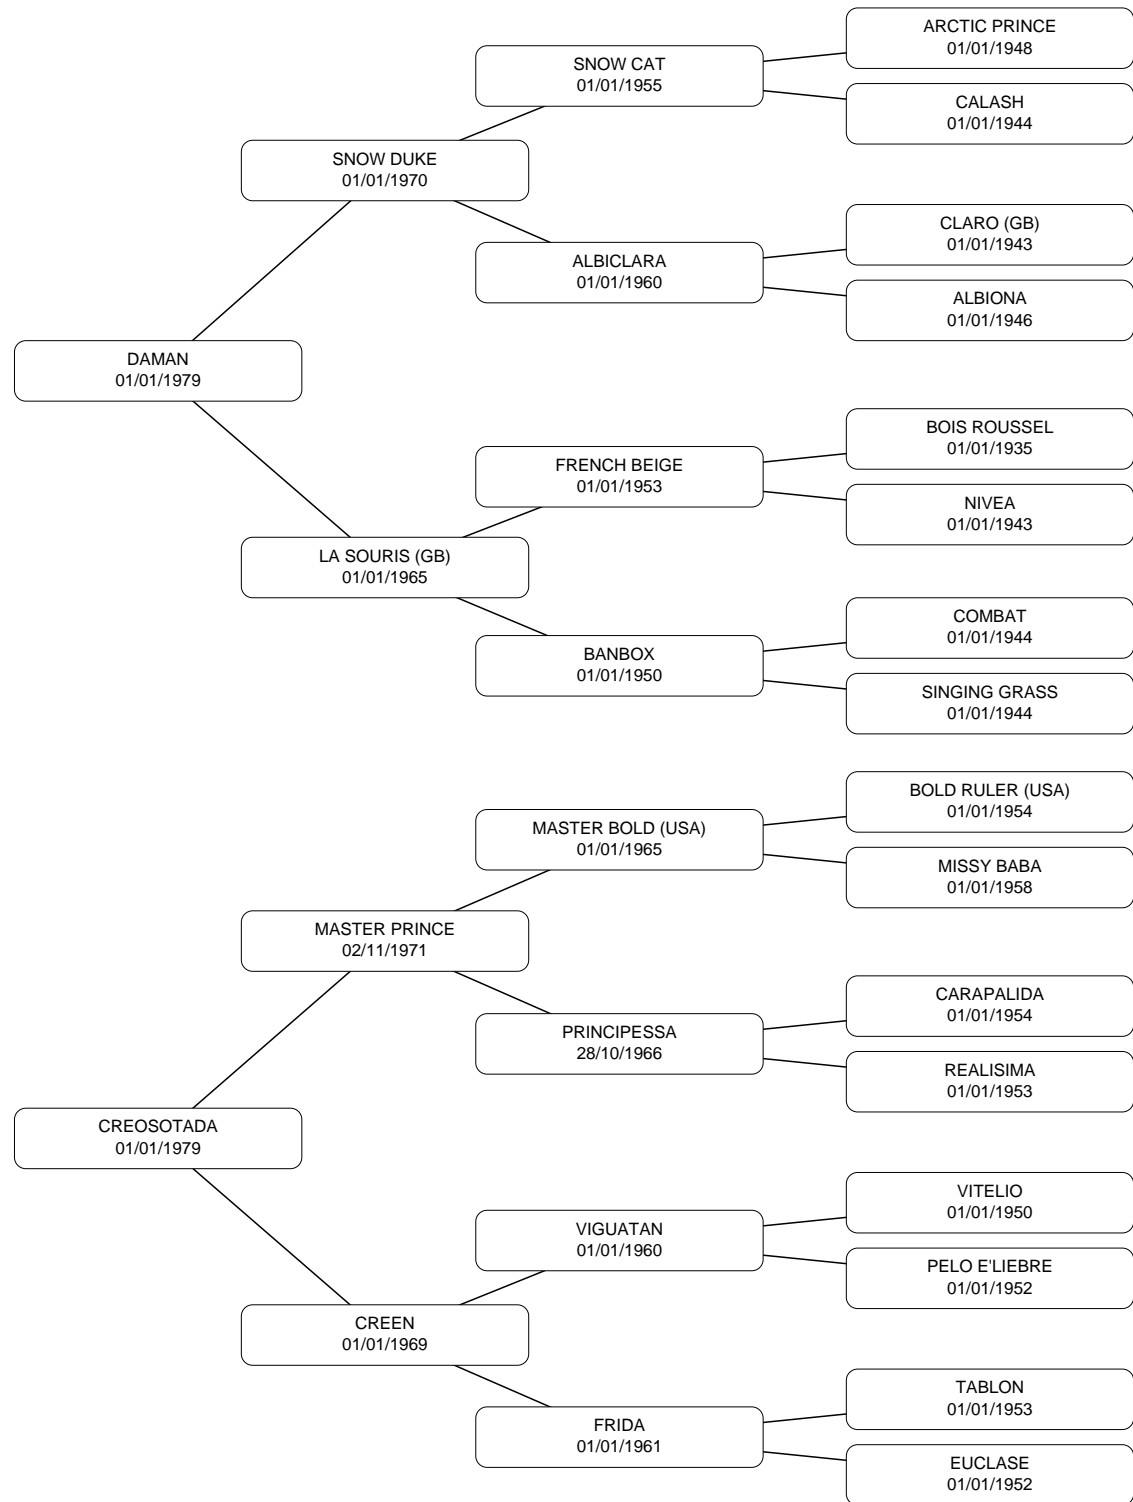 ARCTIC PRINCE
01/01/1948
SNOW CAT
01/01/1955
CALASH
01/01/1944
SNOW DUKE
01/01/1970
CLARO (GB)
01/01/1943
ALBICLARA
01/01/1960
ALBIONA
01/01/1946
DAMAN
01/01/1979
BOIS ROUSSEL
01/01/1935
FRENCH BEIGE
01/01/1953
NIVEA
01/01/1943
LA SOURIS (GB)
01/01/1965
COMBAT
01/01/1944
BANBOX
01/01/1950
SINGING GRASS
01/01/1944
BOLD RULER (USA)
01/01/1954
MASTER BOLD (USA)
01/01/1965
MISSY BABA
01/01/1958
MASTER PRINCE
02/11/1971
CARAPALIDA
01/01/1954
PRINCIPESSA
28/10/1966
REALISIMA
01/01/1953
CREOSOTADA
01/01/1979
VITELIO
01/01/1950
VIGUATAN
01/01/1960
PELO E'LIEBRE
01/01/1952
CREEN
01/01/1969
TABLON
01/01/1953
FRIDA
01/01/1961
EUCLASE
01/01/1952